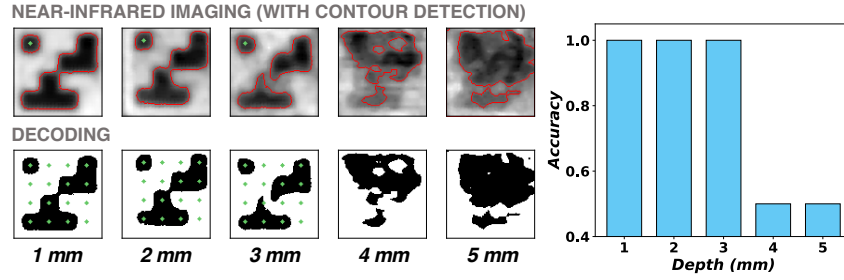 NEAR-INFRARED IMAGING (WITH CONTOUR DETECTION)
DECODING
1 mm 2 mm 3 mm 4 mm 5 mm
Accuracy
1.0
0.8
0.6
0.4
1 2 3 4 5
Depth (mm)